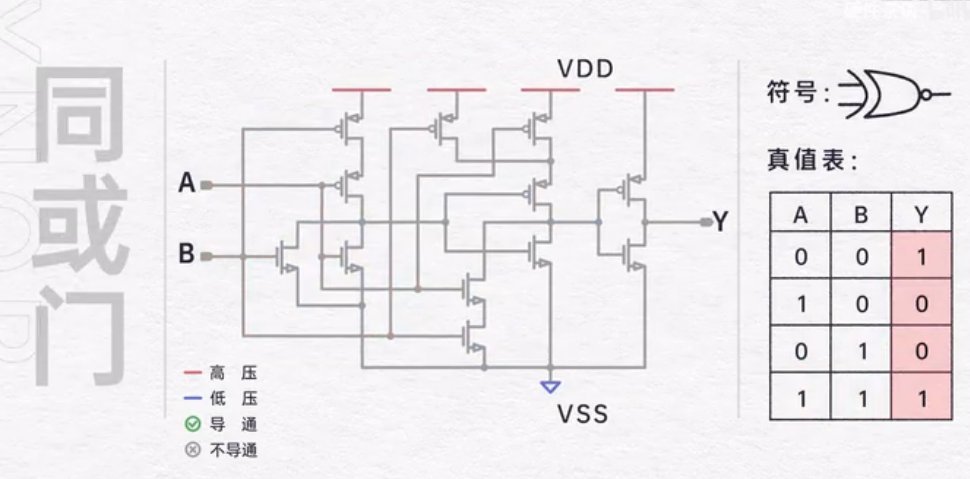 同或门
VDD
A
B
Y
VSS
高 压
低 压
导 通
不导通
符号:
真值表:
A B Y
0 0 1
1 0 0
0 1 0
1 1 1